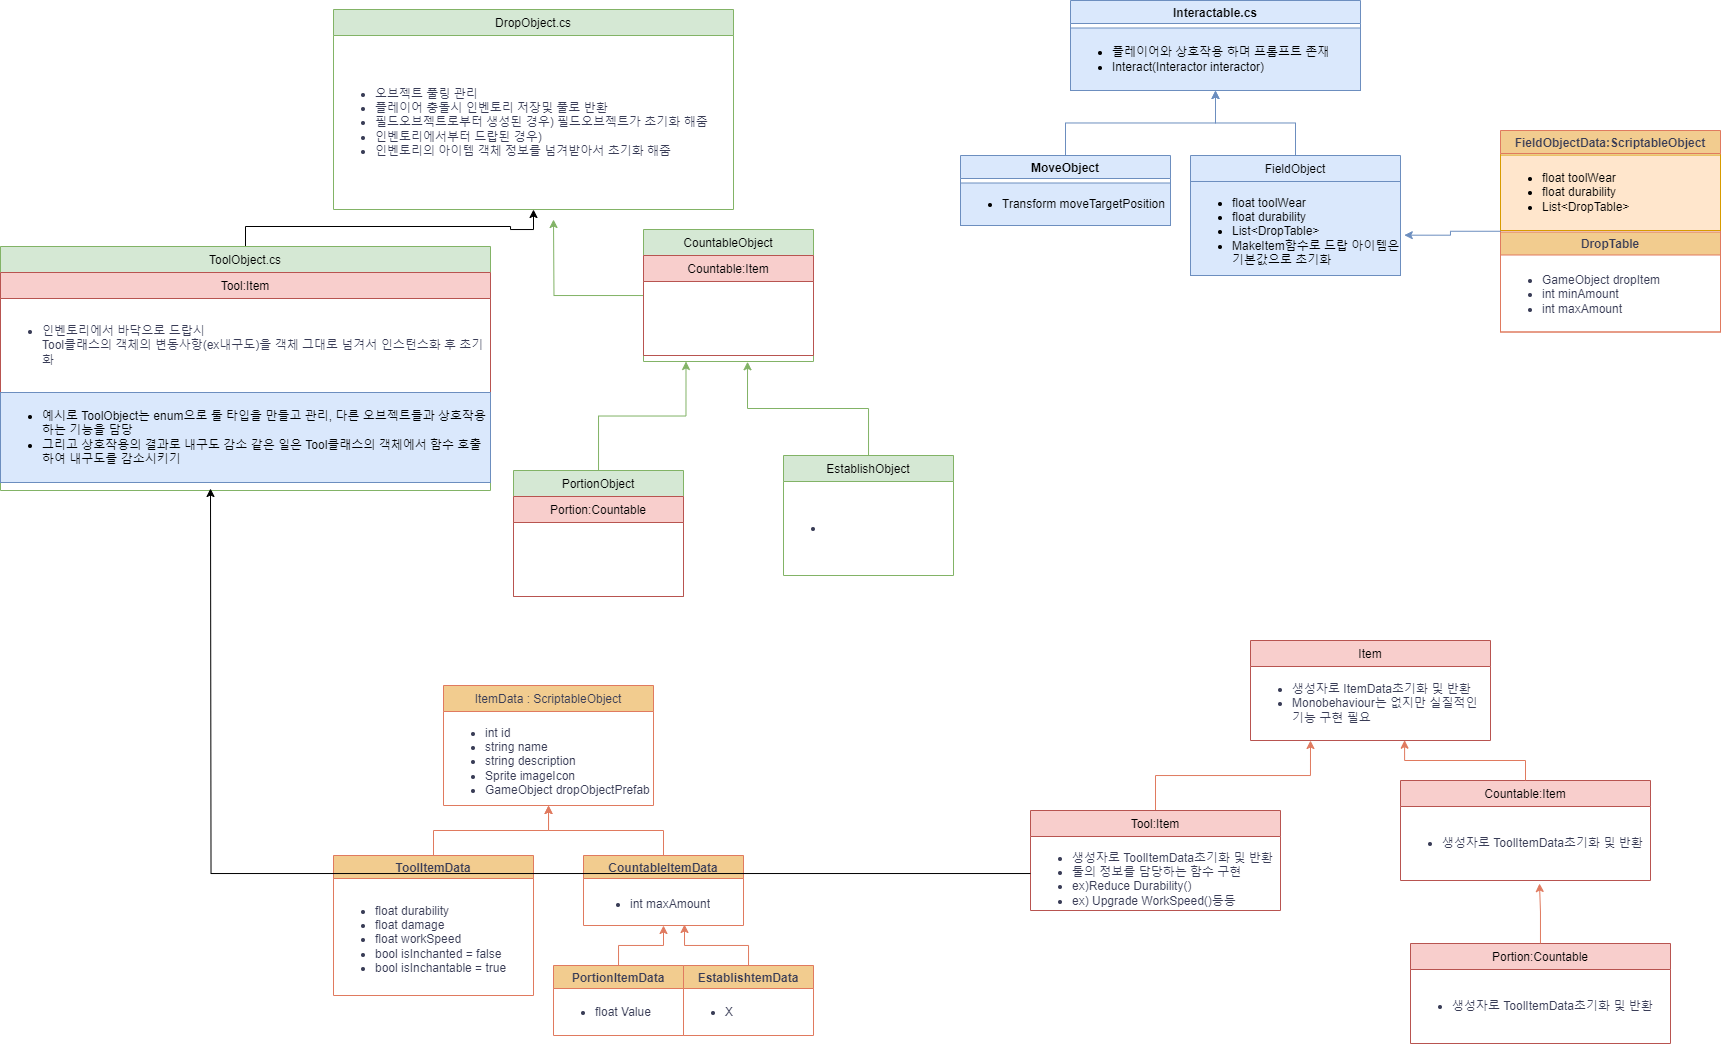 DropObject.cs
오브젝트 풀링 관리
플레이어 충돌시 인벤토리 저장및 풀로 반환
필드오브젝트로부터 생성된 경우) 필드오브젝트가 초기화 해줌
인벤토리에서부터 드랍된 경우)
인벤토리의 아이템 객체 정보를 넘겨받아서 초기화 해줌
Interactable.cs
플레이어와 상호작용 하며 프롬프트 존재
Interact(Interactor interactor)
MoveObject
Transform moveTargetPosition
FieldObject
float toolWear
float durability
List<DropTable>
MakeItem함수로 드랍 아이템은
기본값으로 초기화
FieldObjectData:ScriptableObject
float toolWear
float durability
List<DropTable>
DropTable
GameObject dropItem
int minAmount
int maxAmount
ToolObject.cs
Tool:Item
인벤토리에서 바닥으로 드랍시
Tool클래스의 객체의 변동사항(ex내구도)을 객체 그대로 넘겨서 인스턴스화 후 초기
화
예시로 ToolObject는 enum으로 툴 타입을 만들고 관리, 다른 오브젝트들과 상호작용
하는 기능을 담당
그리고 상호작용의 결과로 내구도 감소 같은 일은 Tool클래스의 객체에서 함수 호출
하여 내구도를 감소시키기
CountableObject
Countable:Item
PortionObject
Portion:Countable
EstablishObject
ItemData : ScriptableObject
int id
string name
string description
Sprite imageIcon
GameObject dropObjectPrefab
ToolItemData
float durability
float damage
float workSpeed
bool isInchanted = false
bool isInchantable = true
CountableItemData
int maxAmount
PortionItemData
float Value
EstablishtemData
X
Item
생성자로 ItemData초기화 및 반환
Monobehaviour는 없지만 실질적인
기능 구현 필요
Tool:Item
생성자로 ToolItemData초기화 및 반환
툴의 정보를 담당하는 함수 구현
ex)Reduce Durability()
ex) Upgrade WorkSpeed()등등
Countable:Item
생성자로 ToolItemData초기화 및 반환
Portion:Countable
생성자로 ToolItemData초기화 및 반환